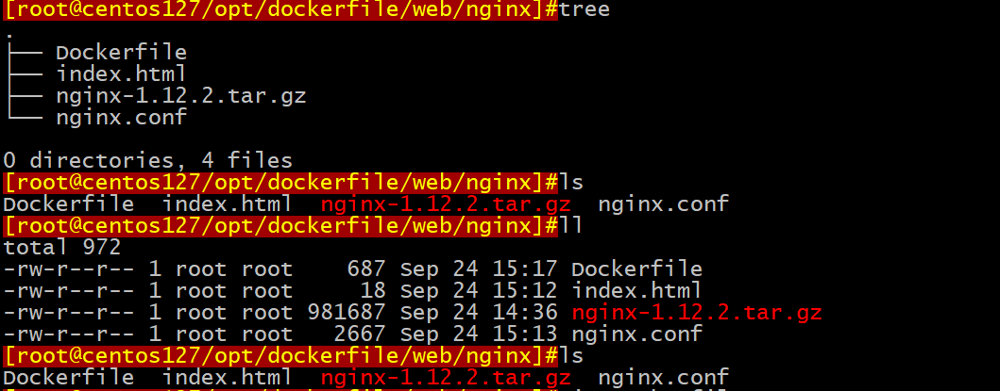 [root@centos127/opt/dockerfile/web/nginx]#tree
.
├── Dockerfile
├── index.html
├── nginx-1.12.2.tar.gz
└── nginx.conf
0 directories, 4 files
[root@centos127/opt/dockerfile/web/nginx]#ls
Dockerfile  index.html  nginx-1.12.2.tar.gz  nginx.conf
[root@centos127/opt/dockerfile/web/nginx]#ll
total 972
-rw-r--r-- 1 root root    687 Sep 24 15:17 Dockerfile
-rw-r--r-- 1 root root     18 Sep 24 15:12 index.html
-rw-r--r-- 1 root root 981687 Sep 24 14:36 nginx-1.12.2.tar.gz
-rw-r--r-- 1 root root   2667 Sep 24 15:13 nginx.conf
[root@centos127/opt/dockerfile/web/nginx]#ls
Dockerfile  index.html  nginx-1.12.2.tar.gz  nginx.conf